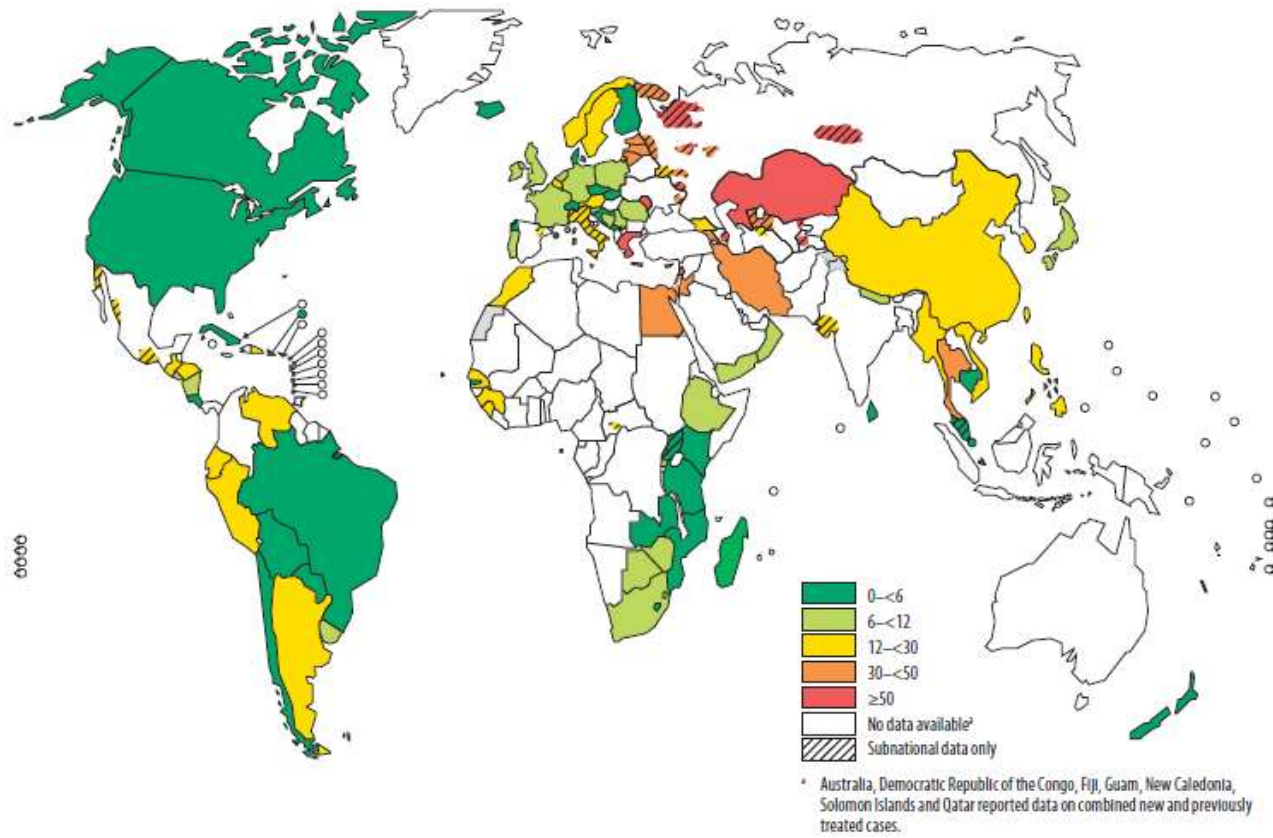 0–<6
6–<12
12–<30
30–<50
≥50
No data availableª
Subnational data only
ª Australia, Democratic Republic of the Congo, Fiji, Guam, New Caledonia,
Solomon Islands and Qatar reported data on combined new and previously
treated cases.